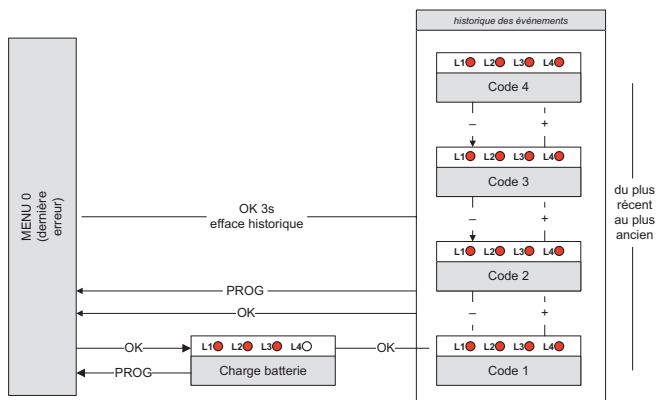 historique des événements
L1 L2 L3 L4
Code 4
– +
L1 L2 L3 L4
Code 3
– +
L1 L2 L3 L4
Code 2
– +
L1 L2 L3 L4
Code 1
MENU 0
(dernière
erreur)
OK 3s
efface historique
PROG
OK
OK
L1 L2 L3 L4
Charge batterie
OK
PROG
du plus
récent
au plus
ancien